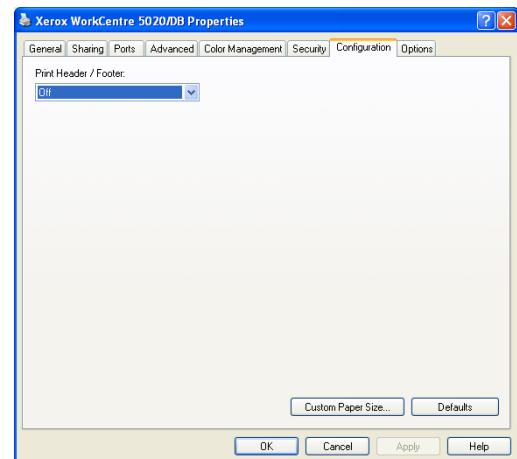 Xerox WorkCentre 5020/DB Properties
General Sharing Ports Advanced Color Management Security Configuration Options
Print Header / Footer:
Off
Custom Paper Size... Defaults
OK Cancel Apply Help